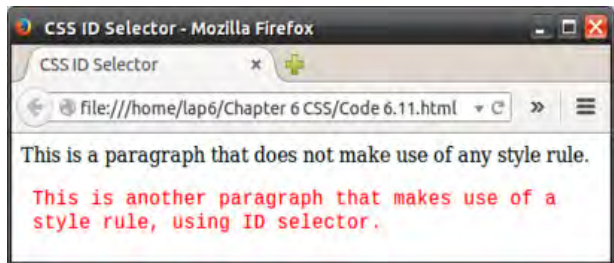 CSS ID Selector - Mozilla Firefox
CSS ID Selector
file:///home/lap6/Chapter 6 CSS/Code 6.11.html
This is a paragraph that does not make use of any style rule.
This is another paragraph that makes use of a
style rule, using ID selector.